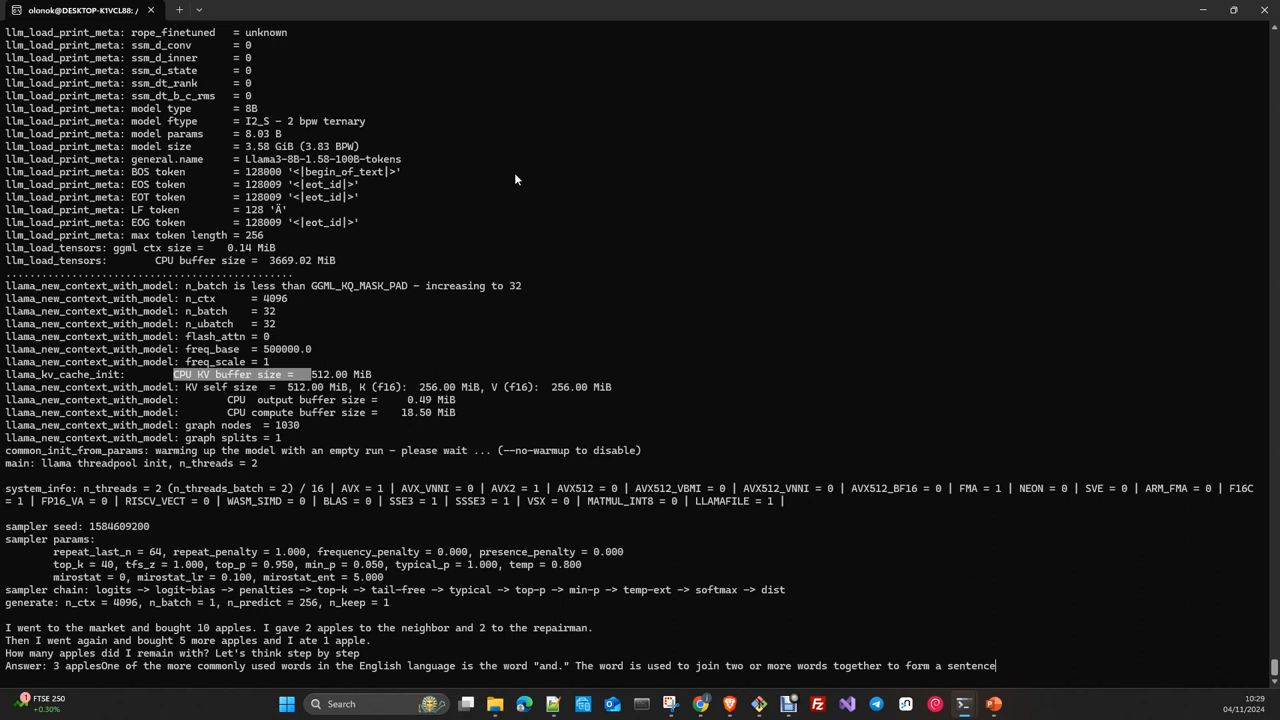 olonok@DESKTOP-K1VCL88: /
llm_load_print_meta: rope_finetuned   = unknown
llm_load_print_meta: ssm_d_conv       = 0
llm_load_print_meta: ssm_d_inner      = 0
llm_load_print_meta: ssm_d_state      = 0
llm_load_print_meta: ssm_dt_rank      = 0
llm_load_print_meta: ssm_dt_b_c_rms   = 0
llm_load_print_meta: model type       = 8B
llm_load_print_meta: model ftype      = I2_S - 2 bpw ternary
llm_load_print_meta: model params     = 8.03 B
llm_load_print_meta: model size       = 3.58 GiB (3.83 BPW)
llm_load_print_meta: general.name     = Llama3-8B-1.58-100B-tokens
llm_load_print_meta: BOS token        = 128000 '<|begin_of_text|>'
llm_load_print_meta: EOS token        = 128009 '<|eot_id|>'
llm_load_print_meta: EOT token        = 128009 '<|eot_id|>'
llm_load_print_meta: LF token         = 128 'Ä'
llm_load_print_meta: EOG token        = 128009 '<|eot_id|>'
llm_load_print_meta: max token length = 256
llm_load_tensors: ggml ctx size =    0.14 MiB
llm_load_tensors:        CPU buffer size =  3669.02 MiB
................................................
llama_new_context_with_model: n_batch is less than GGML_KQ_MASK_PAD - increasing to 32
llama_new_context_with_model: n_ctx      = 4096
llama_new_context_with_model: n_batch    = 32
llama_new_context_with_model: n_ubatch   = 32
llama_new_context_with_model: flash_attn = 0
llama_new_context_with_model: freq_base  = 500000.0
llama_new_context_with_model: freq_scale = 1
llama_kv_cache_init:        CPU KV buffer size =   512.00 MiB
llama_new_context_with_model: KV self size  =  512.00 MiB, K (f16):  256.00 MiB, V (f16):  256.00 MiB
llama_new_context_with_model:        CPU  output buffer size =     0.49 MiB
llama_new_context_with_model:        CPU compute buffer size =    18.50 MiB
llama_new_context_with_model: graph nodes  = 1030
llama_new_context_with_model: graph splits = 1
common_init_from_params: warming up the model with an empty run - please wait ... (--no-warmup to disable)
main: llama threadpool init, n_threads = 2
system_info: n_threads = 2 (n_threads_batch = 2) / 16 | AVX = 1 | AVX_VNNI = 0 | AVX2 = 1 | AVX512 = 0 | AVX512_VBMI = 0 | AVX512_VNNI = 0 | AVX512_BF16 = 0 | FMA = 1 | NEON = 0 | SVE = 0 | ARM_FMA = 0 | F16C
= 1 | FP16_VA = 0 | RISCV_VECT = 0 | WASM_SIMD = 0 | BLAS = 0 | SSE3 = 1 | SSSE3 = 1 | VSX = 0 | MATMUL_INT8 = 0 | LLAMAFILE = 1 |
sampler seed: 1584609200
sampler params:
repeat_last_n = 64, repeat_penalty = 1.000, frequency_penalty = 0.000, presence_penalty = 0.000
top_k = 40, tfs_z = 1.000, top_p = 0.950, min_p = 0.050, typical_p = 1.000, temp = 0.800
mirostat = 0, mirostat_lr = 0.100, mirostat_ent = 5.000
sampler chain: logits -> logit-bias -> penalties -> top-k -> tail-free -> typical -> top-p -> min-p -> temp-ext -> softmax -> dist
generate: n_ctx = 4096, n_batch = 1, n_predict = 256, n_keep = 1
I went to the market and bought 10 apples. I gave 2 apples to the neighbor and 2 to the repairman.
Then I went again and bought 5 more apples and I ate 1 apple.
How many apples did I remain with? Let's think step by step
Answer: 3 applesOne of the more commonly used words in the English language is the word "and." The word is used to join two or more words together to form a sentence
FTSE 250
+0.30%
Search
10:29
04/11/2024